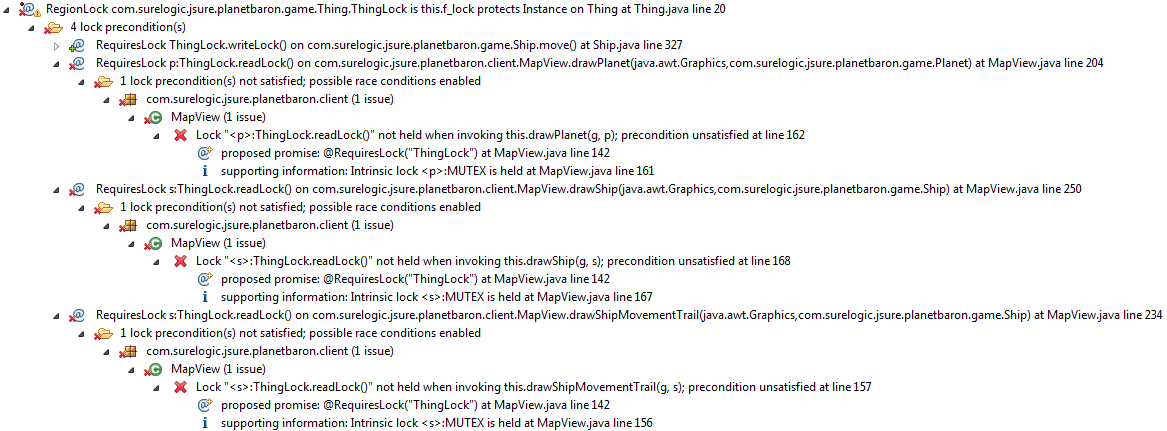 RegionLock com.surelogic.jsure.planetbaron.game.Thing.ThingLock is this.f_lock protects Instance on Thing at Thing.java line 20
4 lock precondition(s)
RequiresLock ThingLock.writeLock() on com.surelogic.jsure.planetbaron.game.Ship.move() at Ship.java line 327
RequiresLock p:ThingLock.readLock() on com.surelogic.jsure.planetbaron.client.MapView.drawPlanet(java.awt.Graphics,com.surelogic.jsure.planetbaron.game.Planet) at MapView.java line 204
1 lock precondition(s) not satisfied; possible race conditions enabled
com.surelogic.jsure.planetbaron.client (1 issue)
MapView (1 issue)
Lock "<p>:ThingLock.readLock()" not held when invoking this.drawPlanet(g, p); precondition unsatisfied at line 162
proposed promise: @RequiresLock("ThingLock") at MapView.java line 142
supporting information: Intrinsic lock <p>:MUTEX is held at MapView.java line 161
RequiresLock s:ThingLock.readLock() on com.surelogic.jsure.planetbaron.client.MapView.drawShip(java.awt.Graphics,com.surelogic.jsure.planetbaron.game.Ship) at MapView.java line 250
1 lock precondition(s) not satisfied; possible race conditions enabled
com.surelogic.jsure.planetbaron.client (1 issue)
MapView (1 issue)
Lock "<s>:ThingLock.readLock()" not held when invoking this.drawShip(g, s); precondition unsatisfied at line 168
proposed promise: @RequiresLock("ThingLock") at MapView.java line 142
supporting information: Intrinsic lock <s>:MUTEX is held at MapView.java line 167
RequiresLock s:ThingLock.readLock() on com.surelogic.jsure.planetbaron.client.MapView.drawShipMovementTrail(java.awt.Graphics,com.surelogic.jsure.planetbaron.game.Ship) at MapView.java line 234
1 lock precondition(s) not satisfied; possible race conditions enabled
com.surelogic.jsure.planetbaron.client (1 issue)
MapView (1 issue)
Lock "<s>:ThingLock.readLock()" not held when invoking this.drawShipMovementTrail(g, s); precondition unsatisfied at line 157
proposed promise: @RequiresLock("ThingLock") at MapView.java line 142
supporting information: Intrinsic lock <s>:MUTEX is held at MapView.java line 156